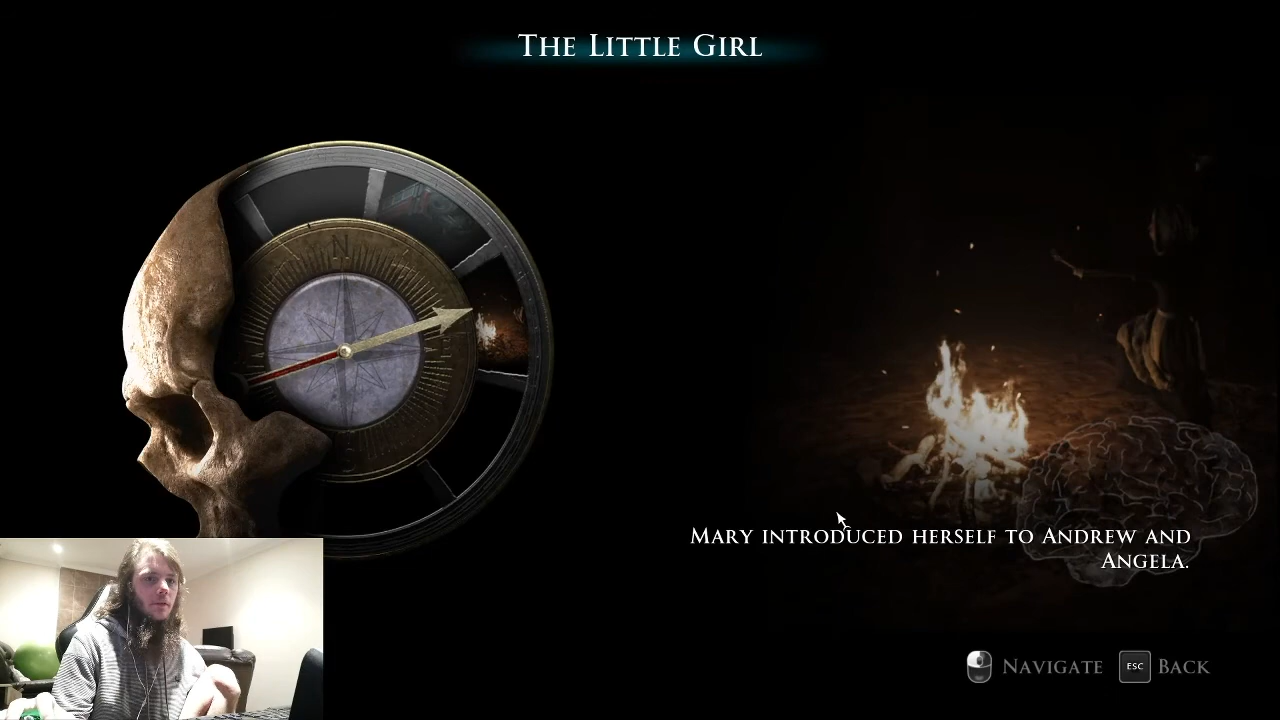 The Little Girl
N
Mary introduced herself to Andrew and
Angela.
Navigate ESC Back